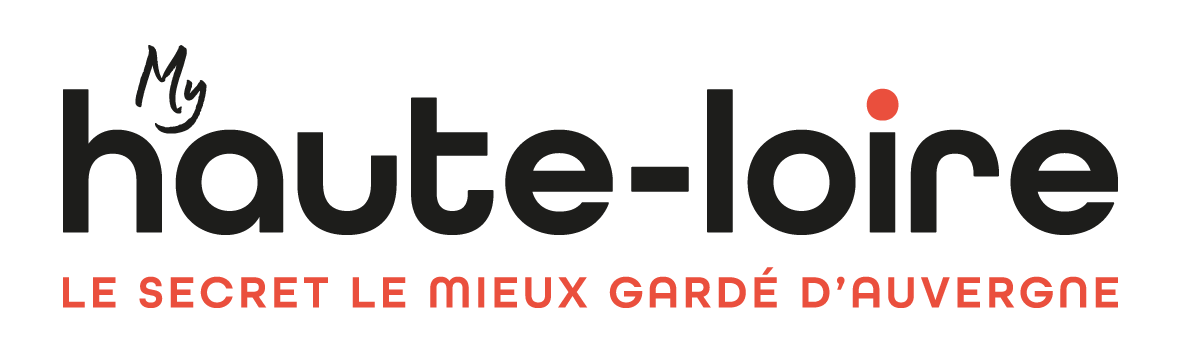 My
haute-loire
LE SECRET LE MIEUX GARDÉ D'AUVERGNE